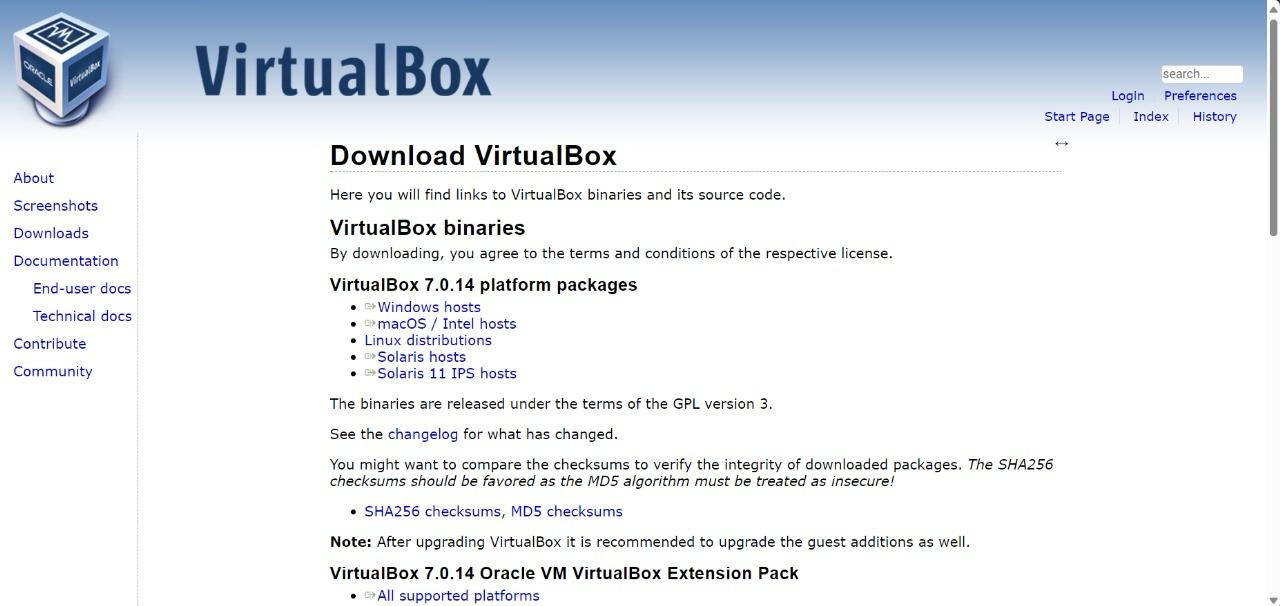 ORACLE
VirtualBox
VirtualBox
search...
Login
Preferences
Start Page
Index
History
About
Screenshots
Downloads
Documentation
End-user docs
Technical docs
Contribute
Community
Download VirtualBox
Here you will find links to VirtualBox binaries and its source code.
VirtualBox binaries
By downloading, you agree to the terms and conditions of the respective license.
VirtualBox 7.0.14 platform packages
Windows hosts
macOS / Intel hosts
Linux distributions
Solaris hosts
Solaris 11 IPS hosts
The binaries are released under the terms of the GPL version 3.
See the changelog for what has changed.
You might want to compare the checksums to verify the integrity of downloaded packages. The SHA256
checksums should be favored as the MD5 algorithm must be treated as insecure!
SHA256 checksums, MD5 checksums
Note: After upgrading VirtualBox it is recommended to upgrade the guest additions as well.
VirtualBox 7.0.14 Oracle VM VirtualBox Extension Pack
All supported platforms